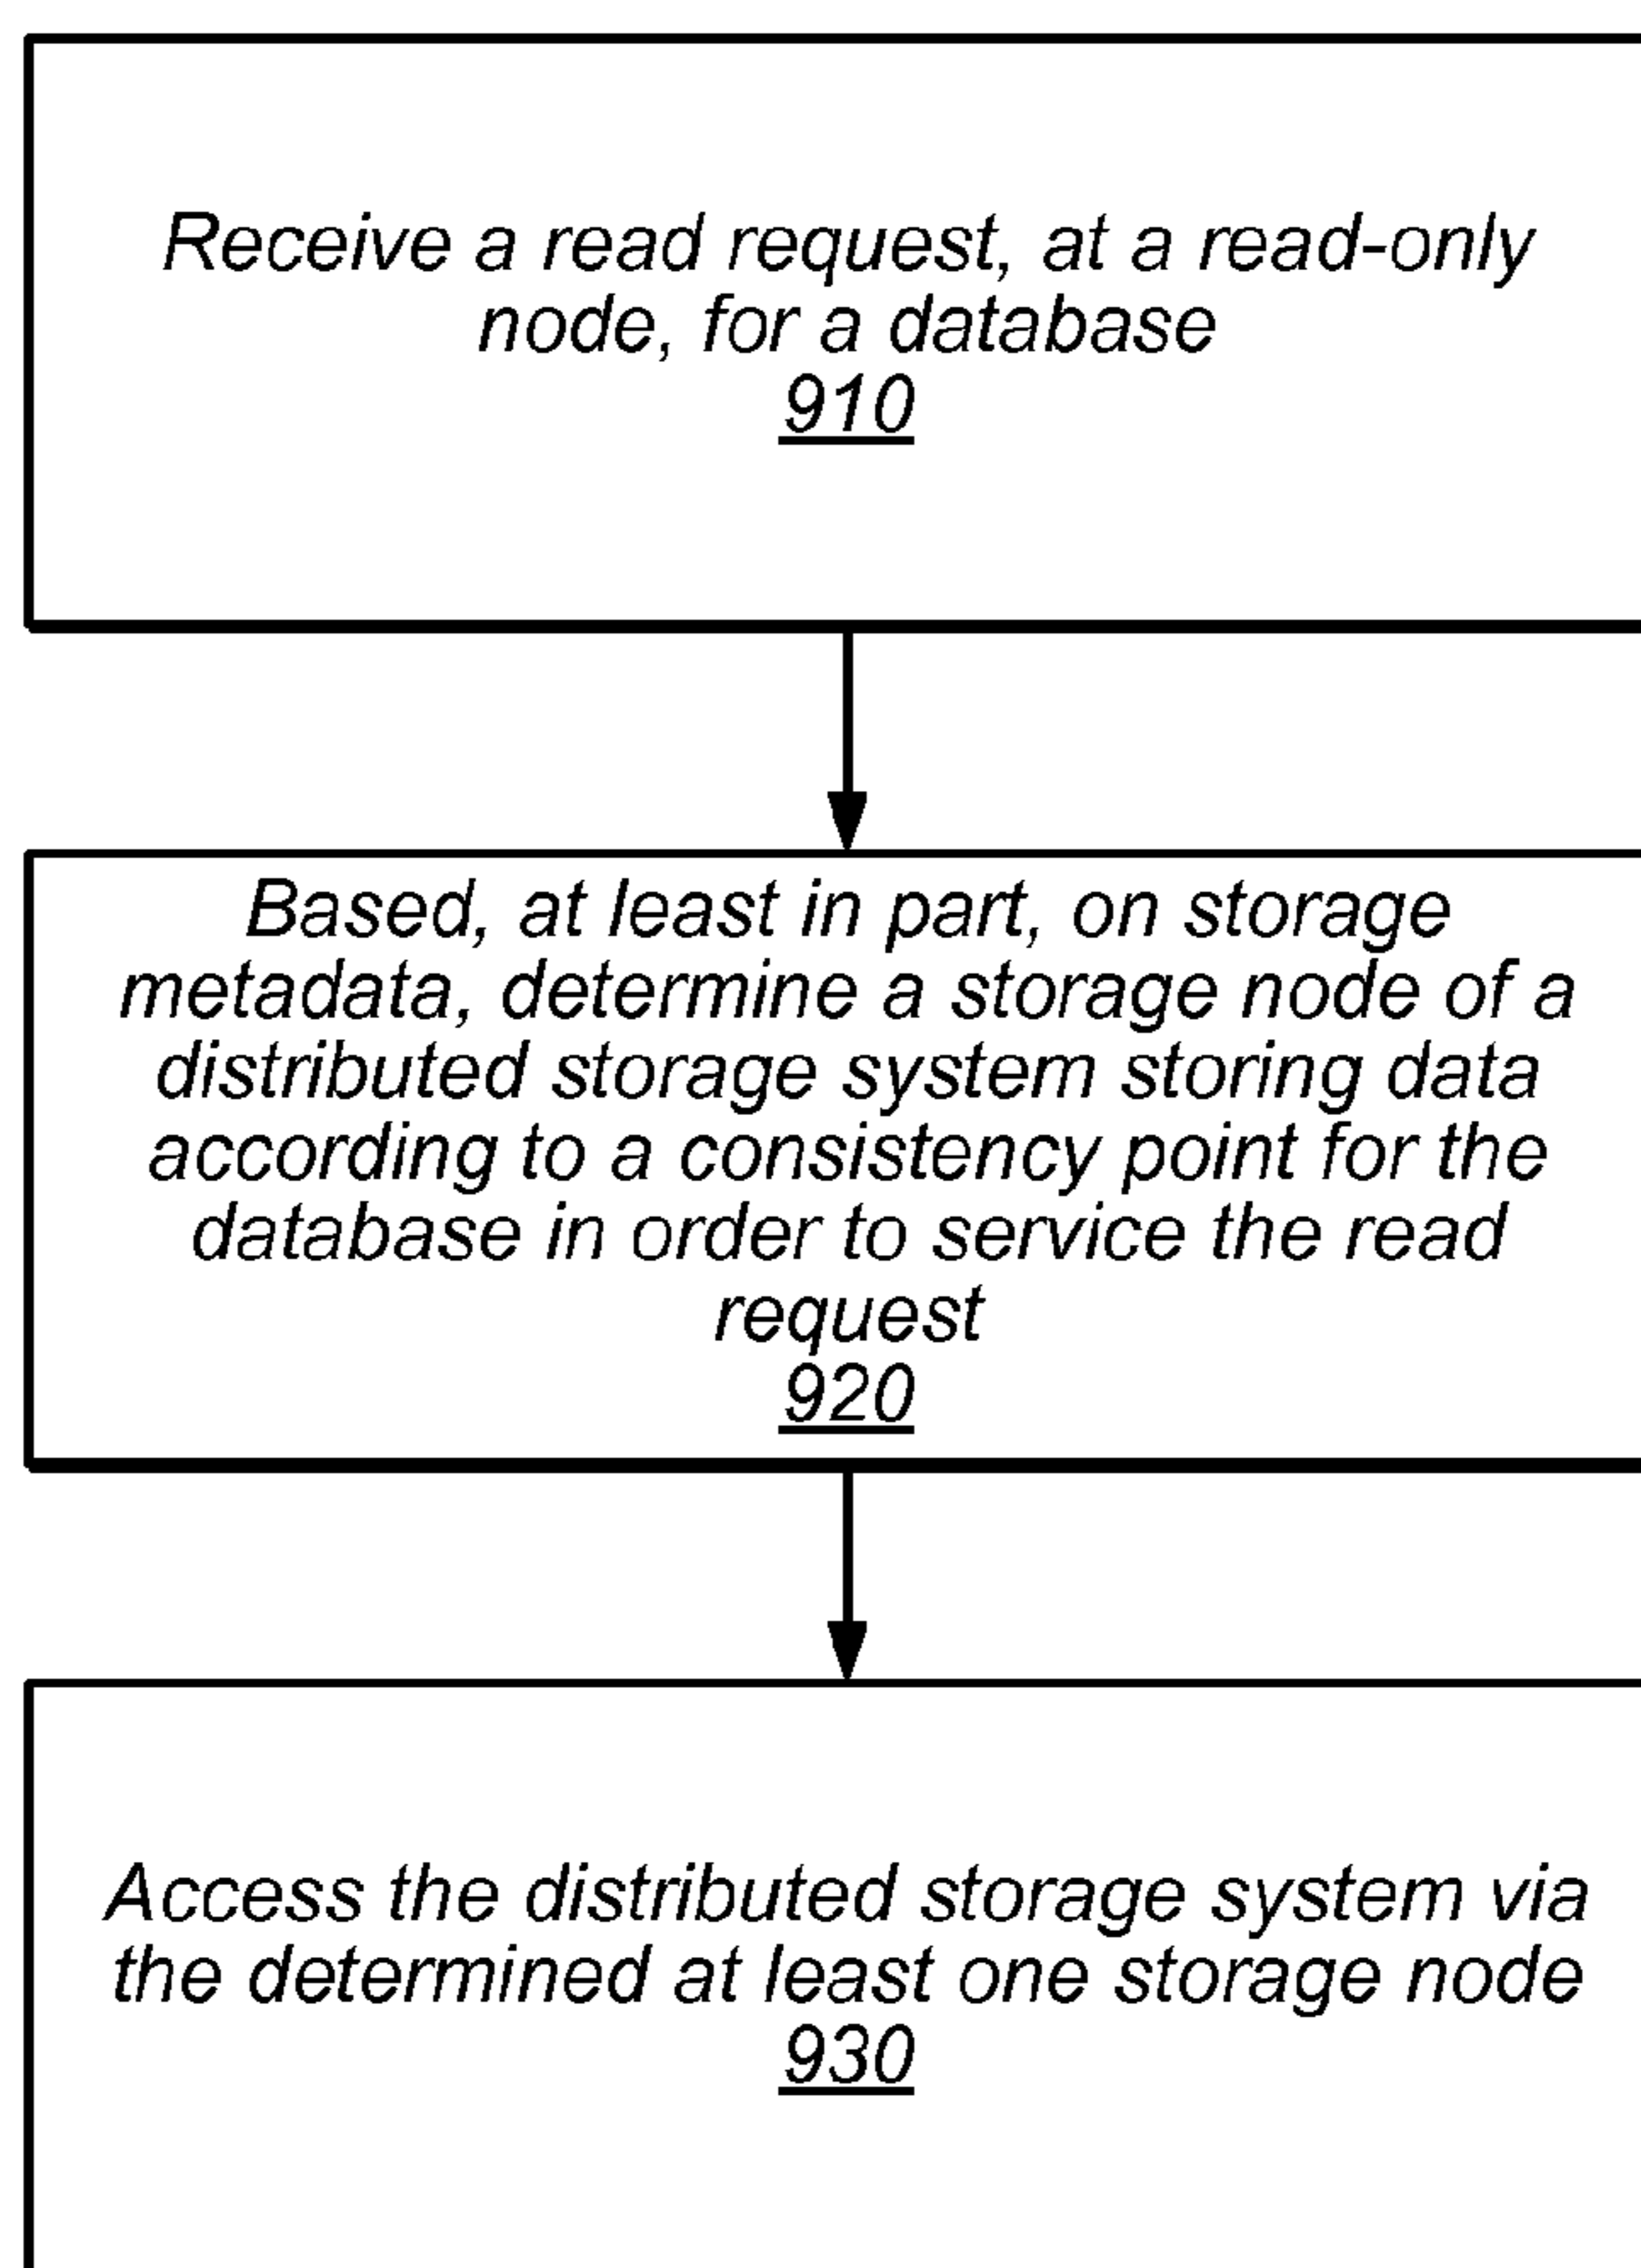 Receive a read request, at a read-only
node, for a database
910
Based, at least in part, on storage
metadata, determine a storage node of a
distributed storage system storing data
according to a consistency point for the
database in order to service the read
request
920
Access the distributed storage system via
the determined at least one storage node
930